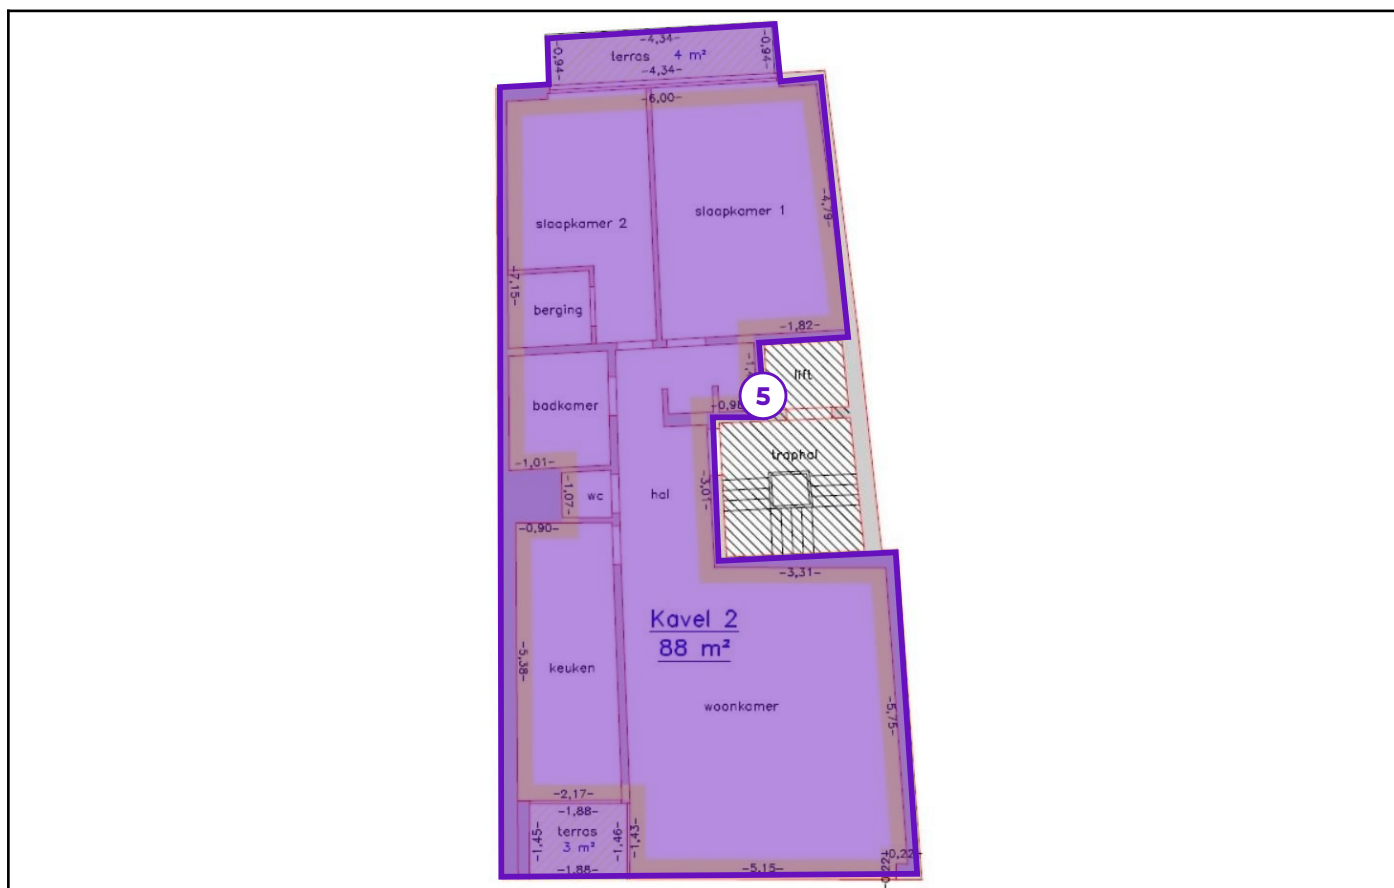 -4,34-
-0,94-
terras 4 m²
-0,94-
-4,34-
-6,00-
-4,79-
slaapkamer 1
slaapkamer 2
-7,15-
berging
-1,82-
lift
5
badkamer
-0,98
traphal
-1,01-
-1,07-
wc
hal
-3,01-
-0,90-
-3,31-
Kavel 2
88 m²
-5,38-
keuken
woonkamer
-5,75-
-2,17-
-1,88-
-1,45-
terras
3 m²
-1,46-
-1,43-
-1,88-
-5,15-
-0,22-
-0,22-